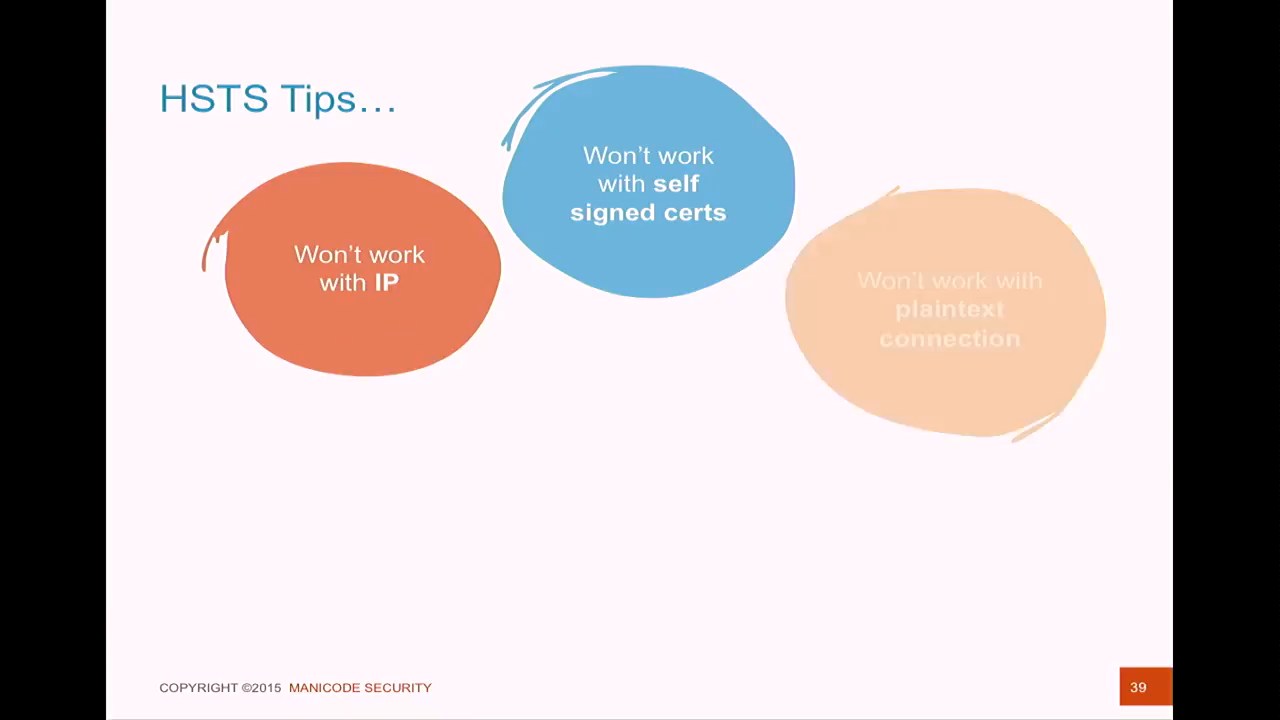 HSTS Tips…
Won’t work
with IP
Won’t work
with self
signed certs
Won’t work with
plaintext
connection
COPYRIGHT ©2015 MANICODE SECURITY
39